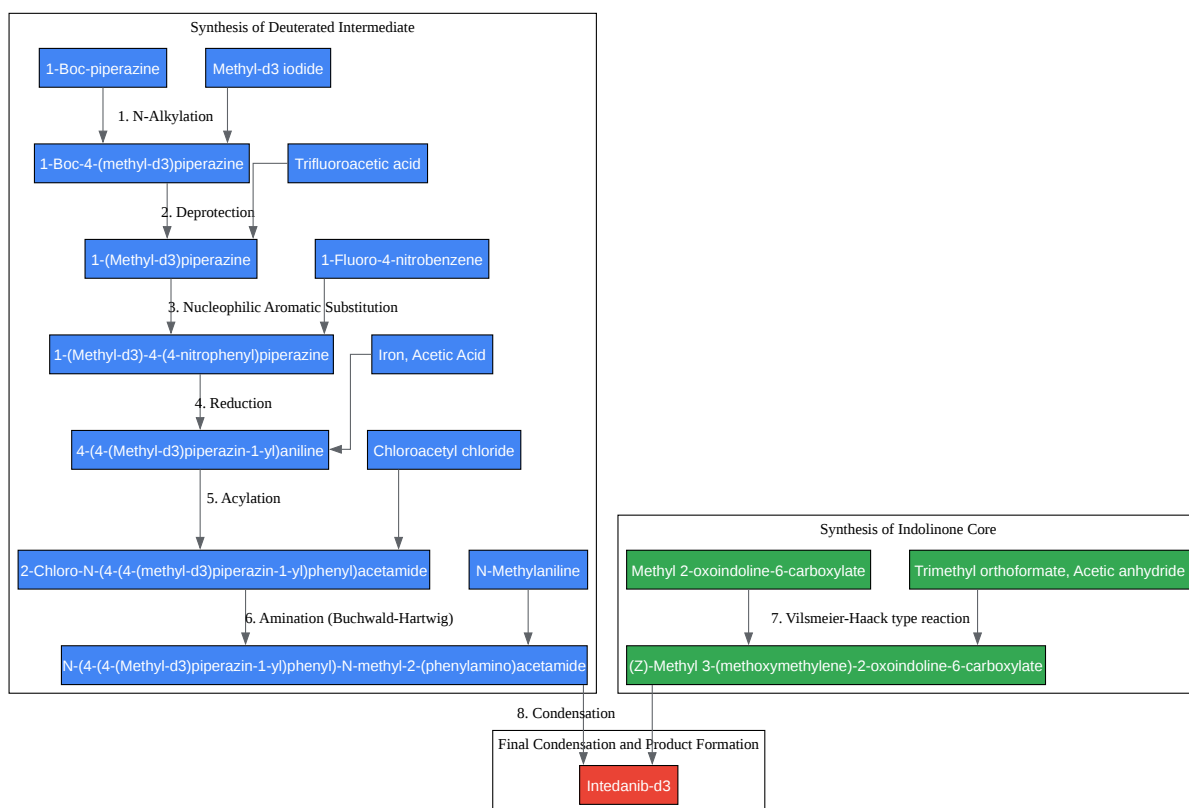 Synthesis of Deuterated Intermediate
1-Boc-piperazine
Methyl-d3 iodide
1. N-Alkylation
1-Boc-4-(methyl-d3)piperazine
Trifluoroacetic acid
2. Deprotection
1-(Methyl-d3)piperazine
1-Fluoro-4-nitrobenzene
3. Nucleophilic Aromatic Substitution
1-(Methyl-d3)-4-(4-nitrophenyl)piperazine
Iron, Acetic Acid
4. Reduction
4-(4-(Methyl-d3)piperazin-1-yl)aniline
Chloroacetyl chloride
5. Acylation
2-Chloro-N-(4-(4-(methyl-d3)piperazin-1-yl)phenyl)acetamide
N-Methylaniline
6. Amination (Buchwald-Hartwig)
N-(4-(4-(Methyl-d3)piperazin-1-yl)phenyl)-N-methyl-2-(phenylamino)acetamide
Synthesis of Indolinone Core
Methyl 2-oxoindoline-6-carboxylate
Trimethyl orthoformate, Acetic anhydride
7. Vilsmeier-Haack type reaction
(Z)-Methyl 3-(methoxymethylene)-2-oxoindoline-6-carboxylate
8. Condensation
Final Condensation and Product Formation
Intedanib-d3